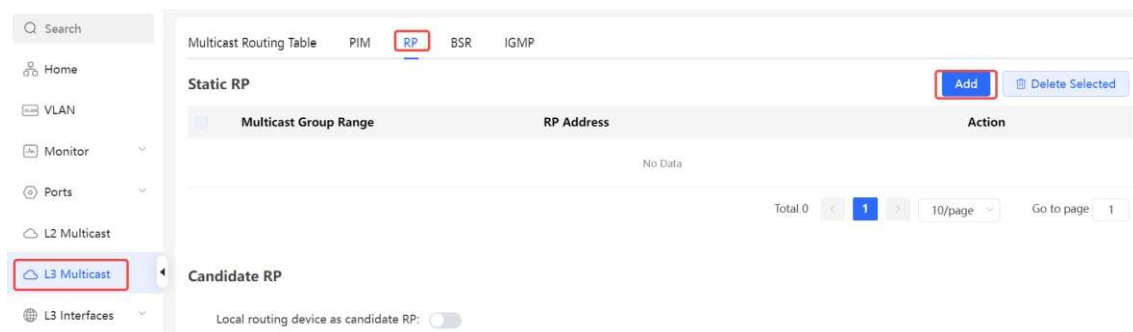 Search
Home
VLAN
Monitor
Ports
L2 Multicast
L3 Multicast
L3 Interfaces
Multicast Routing Table PIM RP BSR IGMP
Static RP Add Delete Selected
Multicast Group Range RP Address Action
No Data
Total 0 1 10/page Go to page 1
Candidate RP
Local routing device as candidate RP: